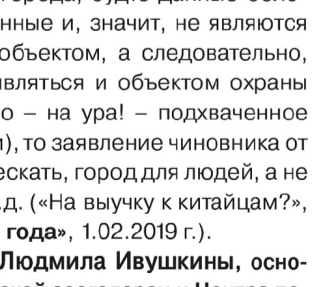 нные и, значит, не являются
объектом, а следовательно,
вляться и объектом охраны
о – на ура! – подхваченное
), то заявление чиновника от
ескать, город для людей, а не
.д. («На выучку к китайцам?»,
года», 1.02.2019 г.).
Людмила Ивушкины, осно-